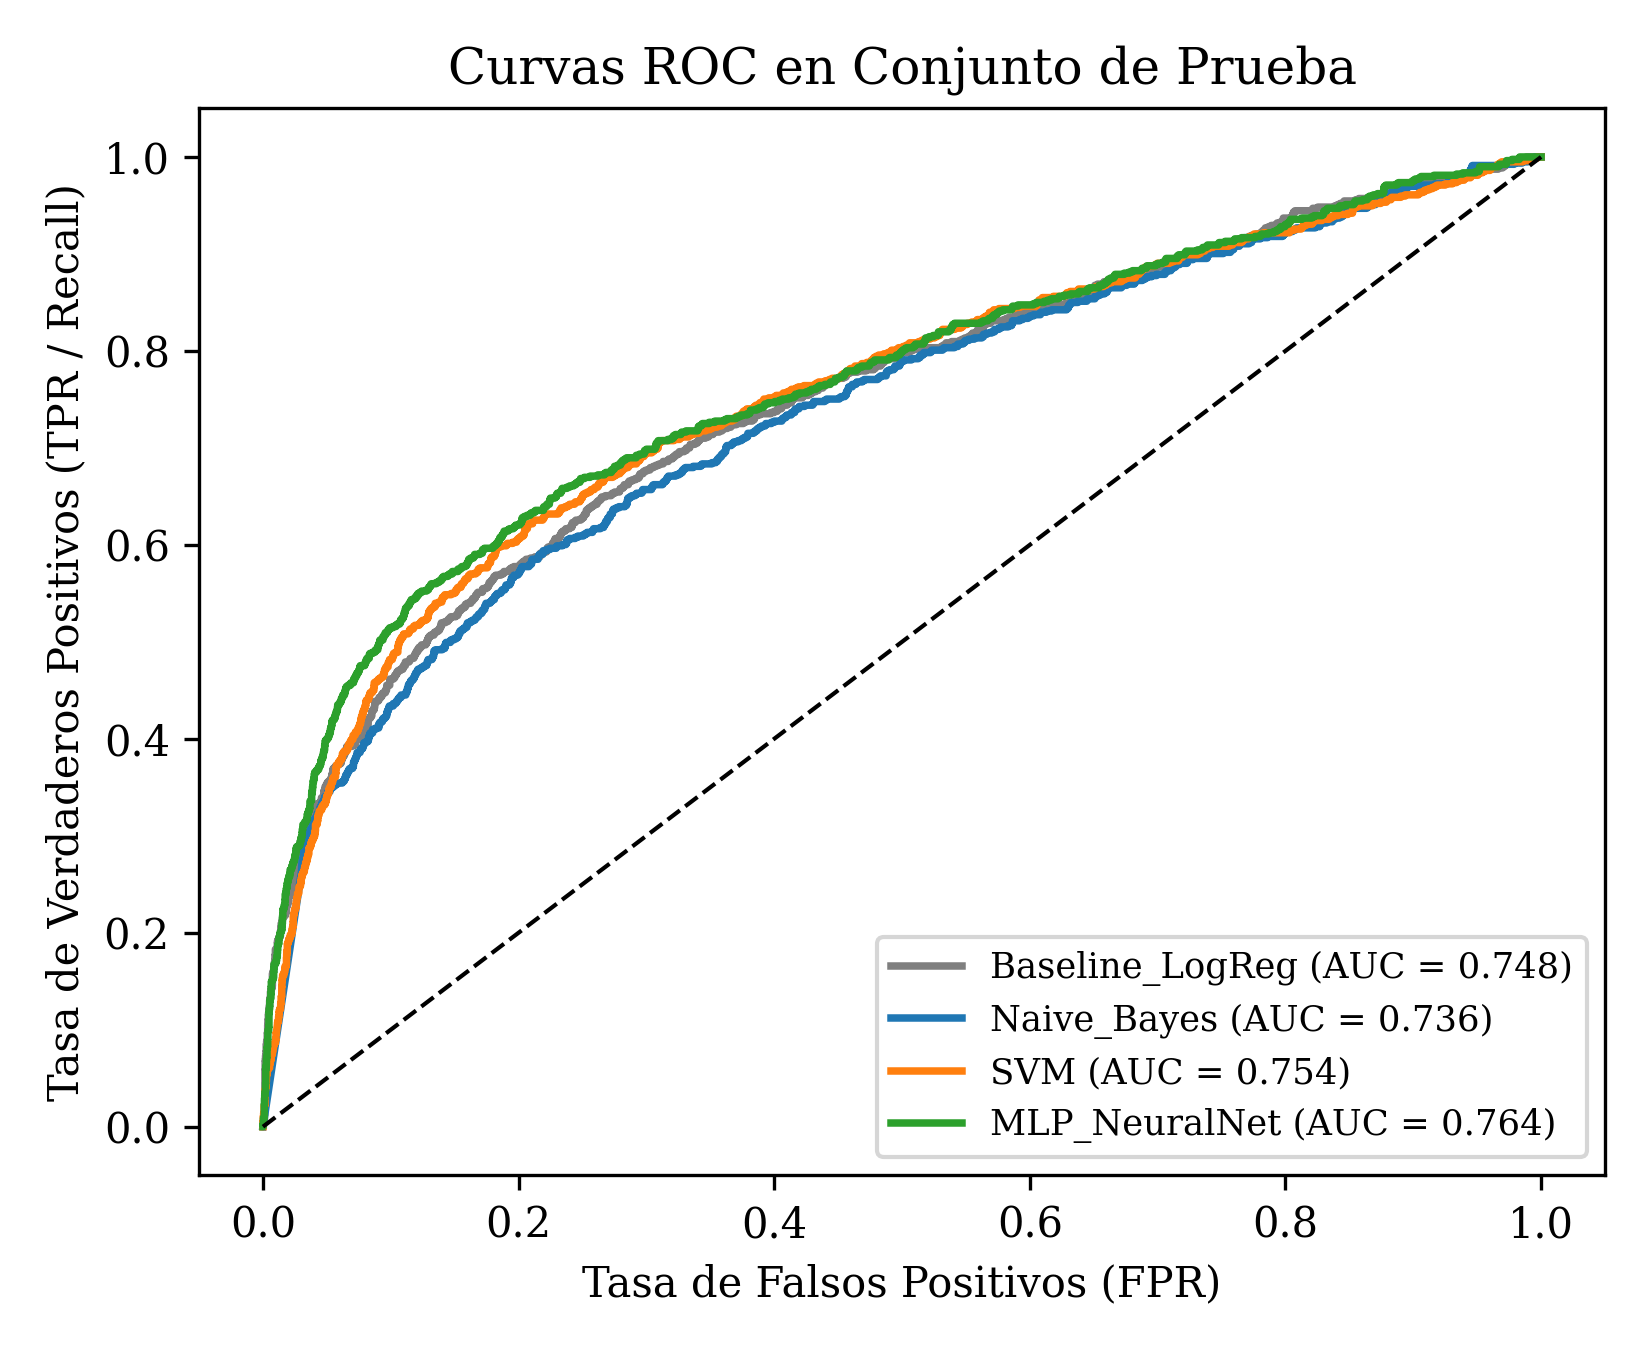 Curvas ROC en Conjunto de Prueba
Tasa de Verdaderos Positivos (TPR / Recall)
1.0
0.8
0.6
0.4
0.2
0.0
Baseline_LogReg (AUC = 0.748)
Naive_Bayes (AUC = 0.736)
SVM (AUC = 0.754)
MLP_NeuralNet (AUC = 0.764)
0.0 0.2 0.4 0.6 0.8 1.0
Tasa de Falsos Positivos (FPR)